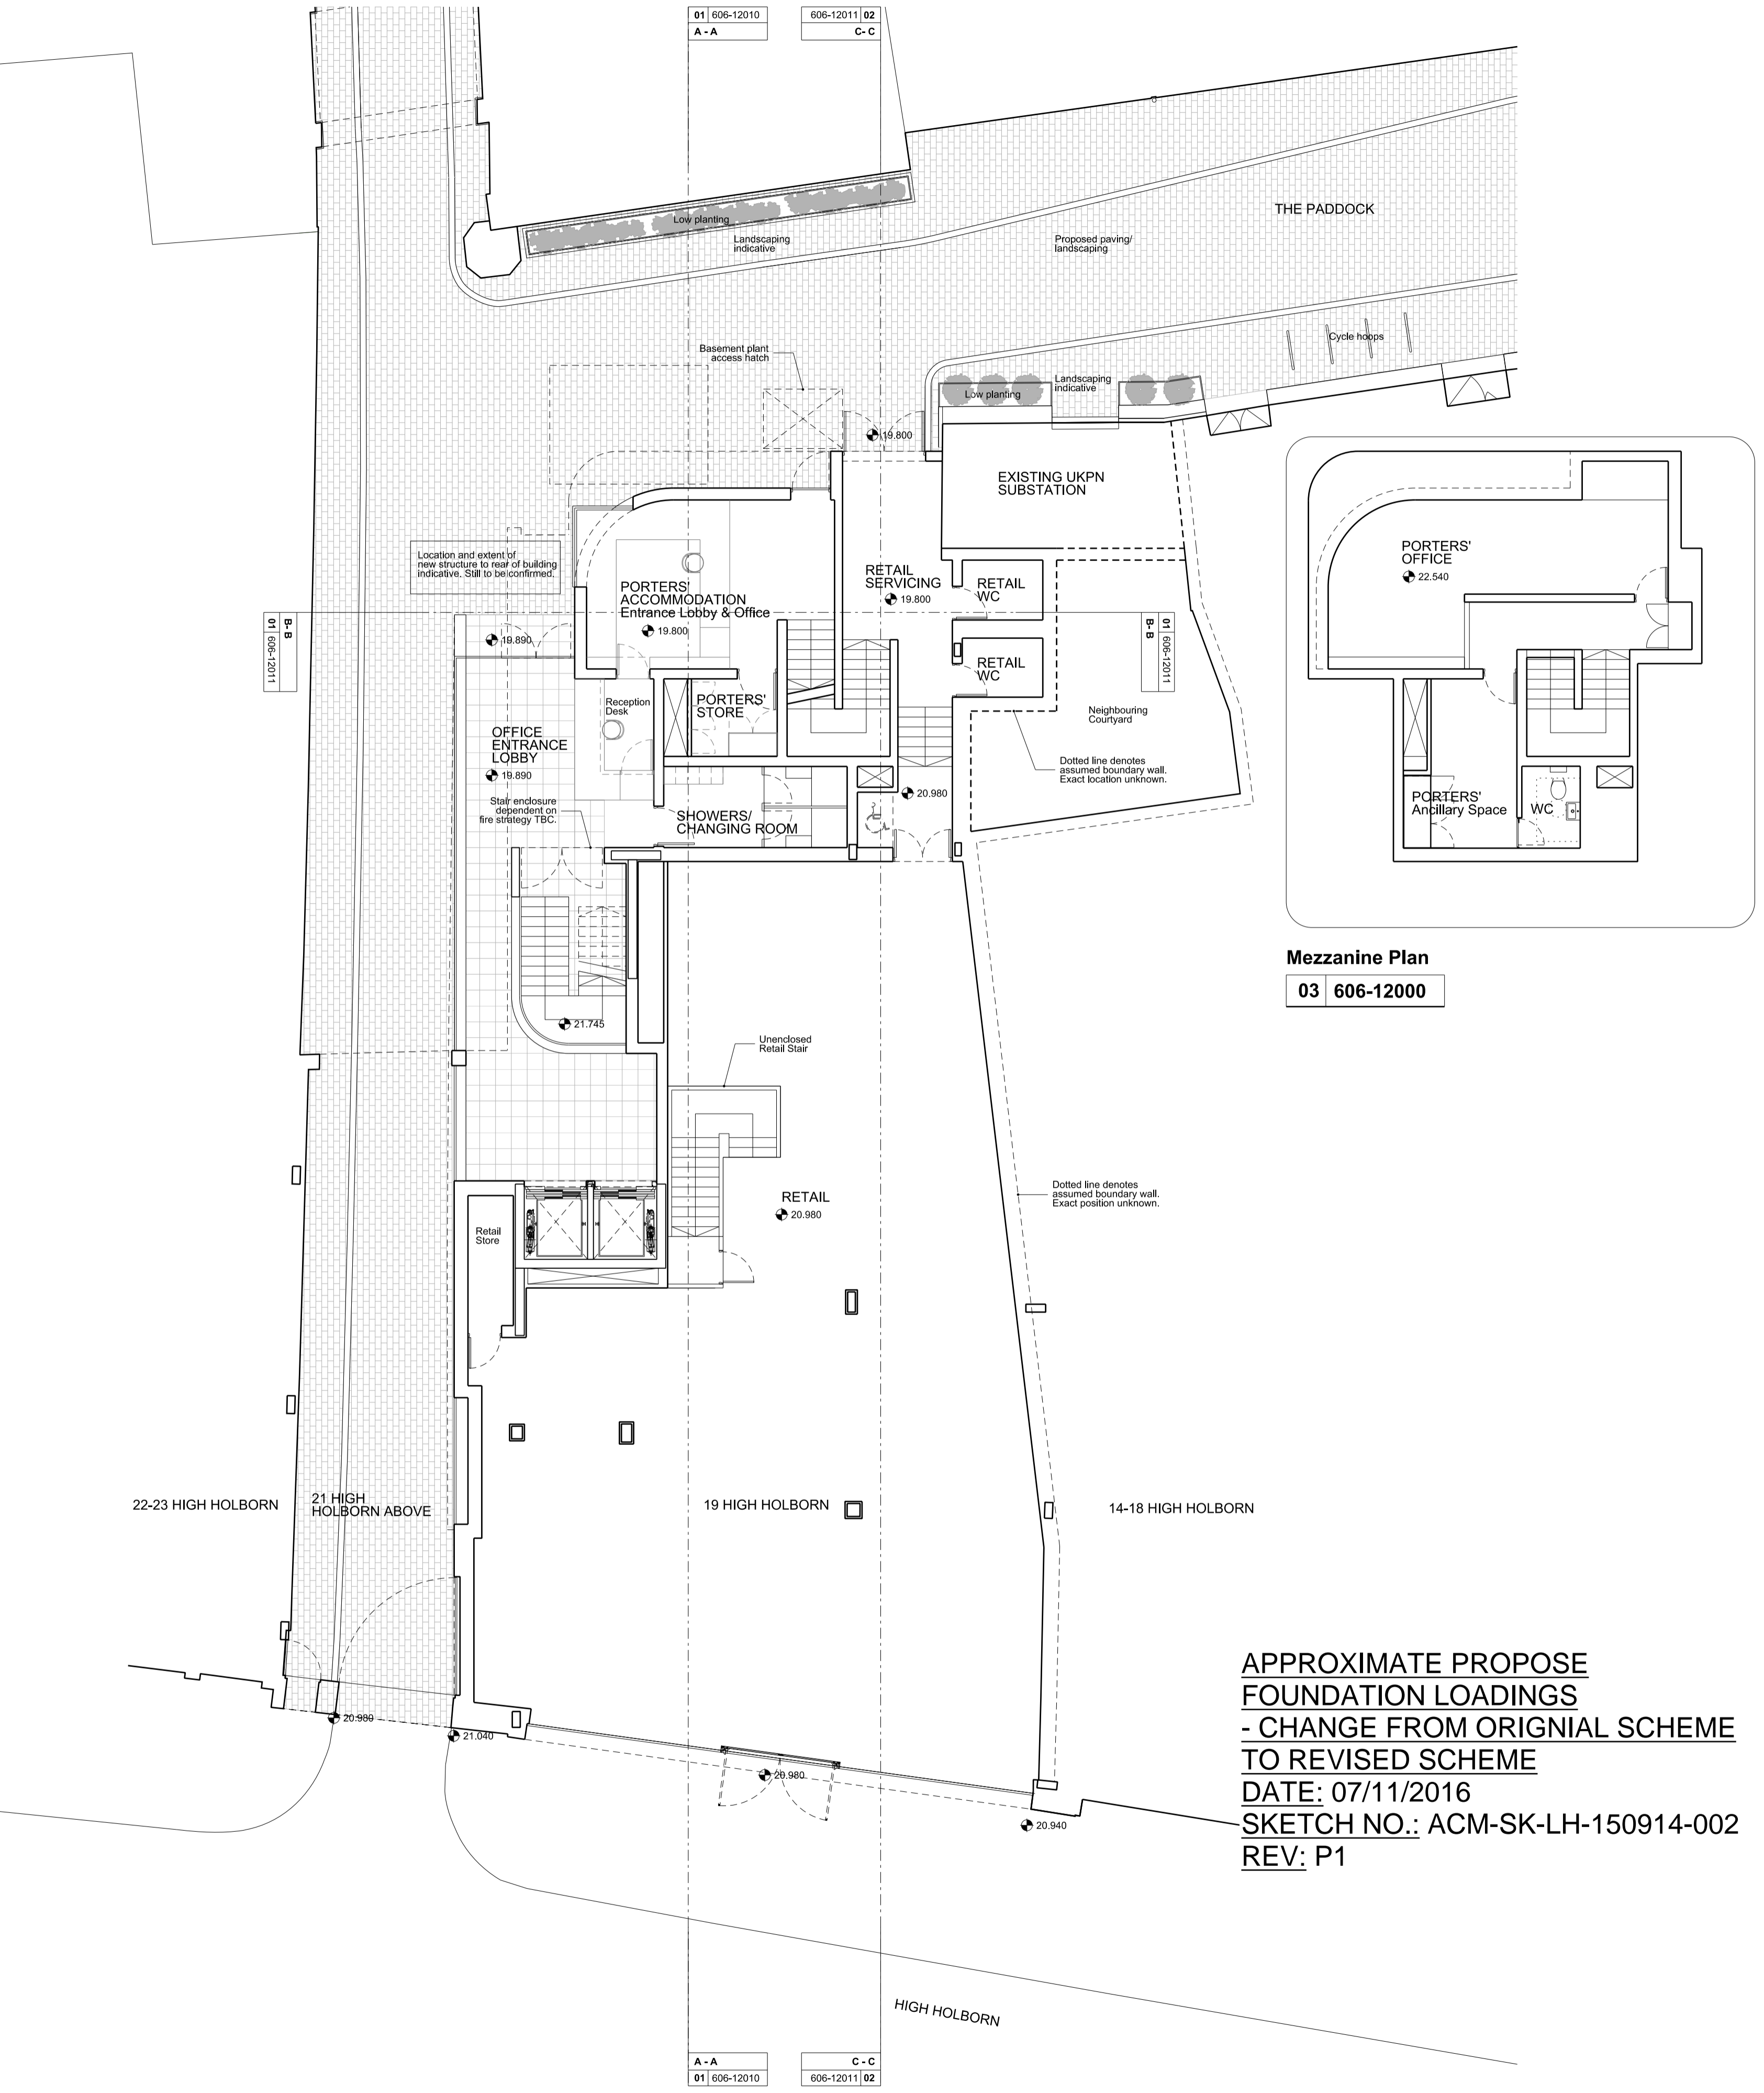 01 606-12010
A - A
606-12011 02
C- C
THE PADDOCK
Low planting
Landscaping
indicative
Proposed paving/
landscaping
Cycle hoops
Basement plant
access hatch
Landscaping
indicative
Low planting
19.800
EXISTING UKPN
SUBSTATION
Location and extent of
new structure to rear of building
indicative. Still to be confirmed.
PORTERS'
ACCOMMODATION
Entrance Lobby & Office
19.800
RETAIL
SERVICING
19.800
RETAIL
WC
RETAIL
WC
B- B
01 606-12011
B- B
01 606-12011
19.890
Reception
Desk
PORTERS'
STORE
Neighbouring
Courtyard
OFFICE
ENTRANCE
LOBBY
19.890
Dotted line denotes
assumed boundary wall.
Exact location unknown.
20.980
Stair enclosure
dependent on
fire strategy TBC.
SHOWERS/
CHANGING ROOM
PORTERS'
OFFICE
22.540
PORTERS'
Ancillary Space
WC
Mezzanine Plan
03 606-12000
21.745
Unenclosed
Retail Stair
RETAIL
20.980
Dotted line denotes
assumed boundary wall.
Exact position unknown.
Retail
Store
22-23 HIGH HOLBORN
21 HIGH
HOLBORN ABOVE
19 HIGH HOLBORN
14-18 HIGH HOLBORN
20.980
21.040
20.980
20.940
APPROXIMATE PROPOSE
FOUNDATION LOADINGS
- CHANGE FROM ORIGNIAL SCHEME
TO REVISED SCHEME
DATE: 07/11/2016
SKETCH NO.: ACM-SK-LH-150914-002
REV: P1
HIGH HOLBORN
A - A
01 606-12010
C - C
606-12011 02